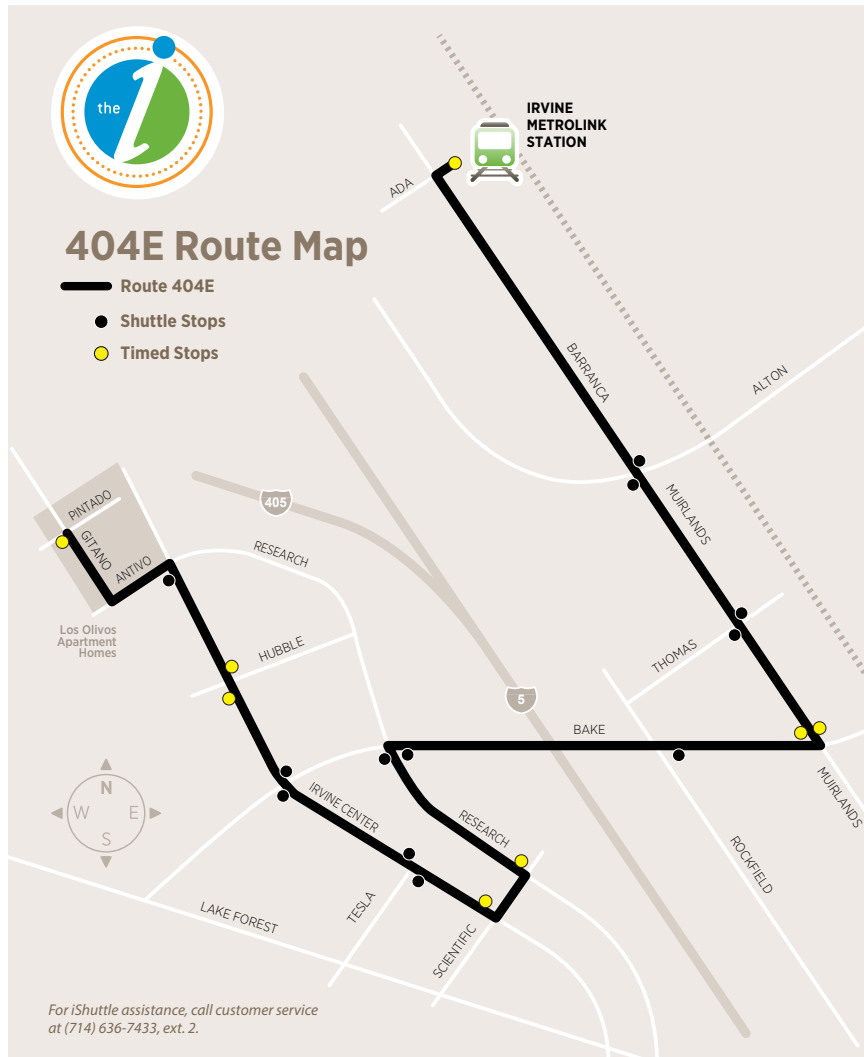 the i
IRVINE
METROLINK
STATION
ADA
404E Route Map
Route 404E
Shuttle Stops
Timed Stops
BARRANCA
ALTON
405
MUIRLANDS
PINTADO
GITANO
ANTIVO
RESEARCH
Los Olivos
Apartment
Homes
HUBBLE
THOMAS
5
BAKE
N
W E
S
IRVINE CENTER
RESEARCH
MUIRLANDS
ROCKFIELD
TESLA
LAKE FOREST
SCIENTIFIC
For iShuttle assistance, call customer service
at (714) 636-7433, ext. 2.